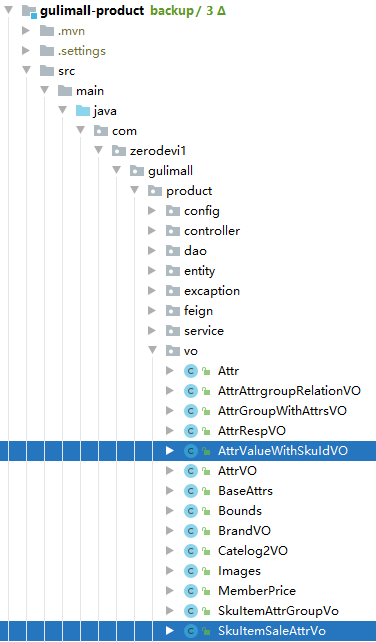 gulimall-product backup / 3 Δ
.mvn
.settings
src
main
java
com
zerodevi1
gulimall
product
config
controller
dao
entity
excaption
feign
service
vo
Attr
AttrAttrgroupRelationVO
AttrGroupWithAttrsVO
AttrRespVO
AttrValueWithSkuIdVO
AttrVO
BaseAttrs
Bounds
BrandVO
Catelog2VO
Images
MemberPrice
SkuItemAttrGroupVo
SkuItemSaleAttrVo